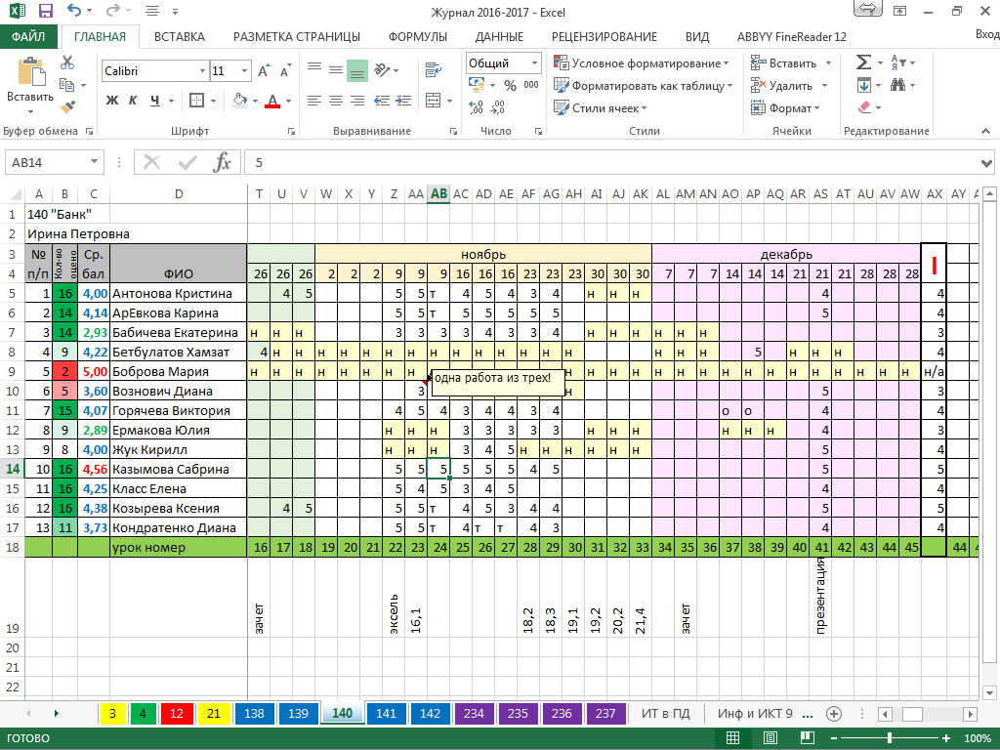 Журнал 2016-2017 - Excel
ФАЙЛ ГЛАВНАЯ ВСТАВКА РАЗМЕТКА СТРАНИЦЫ ФОРМУЛЫ ДАННЫЕ РЕЦЕНЗИРОВАНИЕ ВИД ABBYY FineReader 12 Вход
Вставить
Calibri 11
Ж К Ч
Общий
% 000
Условное форматирование
Форматировать как таблицу
Стили ячеек
Вставить
Удалить
Формат
Буфер обмена Шрифт Выравнивание Число Стили Ячейки Редактирование
AB14 fx 5
A B C D T U V W X Y Z AA AB AC AD AE AF AG AH AI AJ AK AL AM AN AO AP AQ AR AS AT AU AV AW AX AY
1 140 "Банк"
2 Ирина Петровна
3 № Кол-во оцено Ср. ноябрь декабрь I
4 п/п бал ФИО 26 26 26 2 2 2 9 9 9 16 16 16 23 23 23 30 30 30 7 7 7 14 14 14 21 21 21 28 28 28
5 1 16 4,00 Антонова Кристина 4 5 5 5 т 4 5 4 3 4 н н н 4 4
6 2 14 4,14 АрЕвкова Карина 5 5 т 5 5 5 5 5 5 4
7 3 14 2,93 Бабичева Екатерина н н н 3 3 3 3 4 3 3 4 н н н н н н 3
8 4 9 4,22 Бетбулатов Хамзат 4 н н н н н н н н н н н н н н н н н 5 н н н 4
9 5 2 5,00 Боброва Мария н н н н н н н н н н н н н н н н н н н н н н н н/а
одна работа из трех!
10 6 5 3,60 Вознович Диана 3 н 5 3
11 7 15 4,07 Горячева Виктория 4 5 4 3 4 4 3 4 о о 4 4
12 8 9 2,89 Ермакова Юлия н н н 3 3 3 3 3 н н н н н н 4 3
13 9 8 4,00 Жук Кирилл н н н 3 4 5 н н н н н н 5 4
14 10 16 4,56 Казымова Сабрина 5 5 5 5 5 5 4 5 5 4
15 11 16 4,25 Класс Елена 5 4 5 3 4 5 4 4
16 12 16 4,38 Козырева Ксения 4 5 5 5 т 4 5 3 4 4 5 5
17 13 11 3,73 Кондратенко Диана 5 5 т 4 т т 4 3 4 4
18 урок номер 16 17 18 19 20 21 22 23 24 25 26 27 28 29 30 31 32 33 34 35 36 37 38 39 40 41 42 43 44 45 44
19 зачет эксель 16,1 18,2 18,3 19,1 19,2 20,2 21,4 зачет презентация
20
21
22
3 4 12 21 138 139 140 141 142 234 235 236 237 ИТ в ПД Инф и ИКТ 9 ...
ГОТОВО 100%